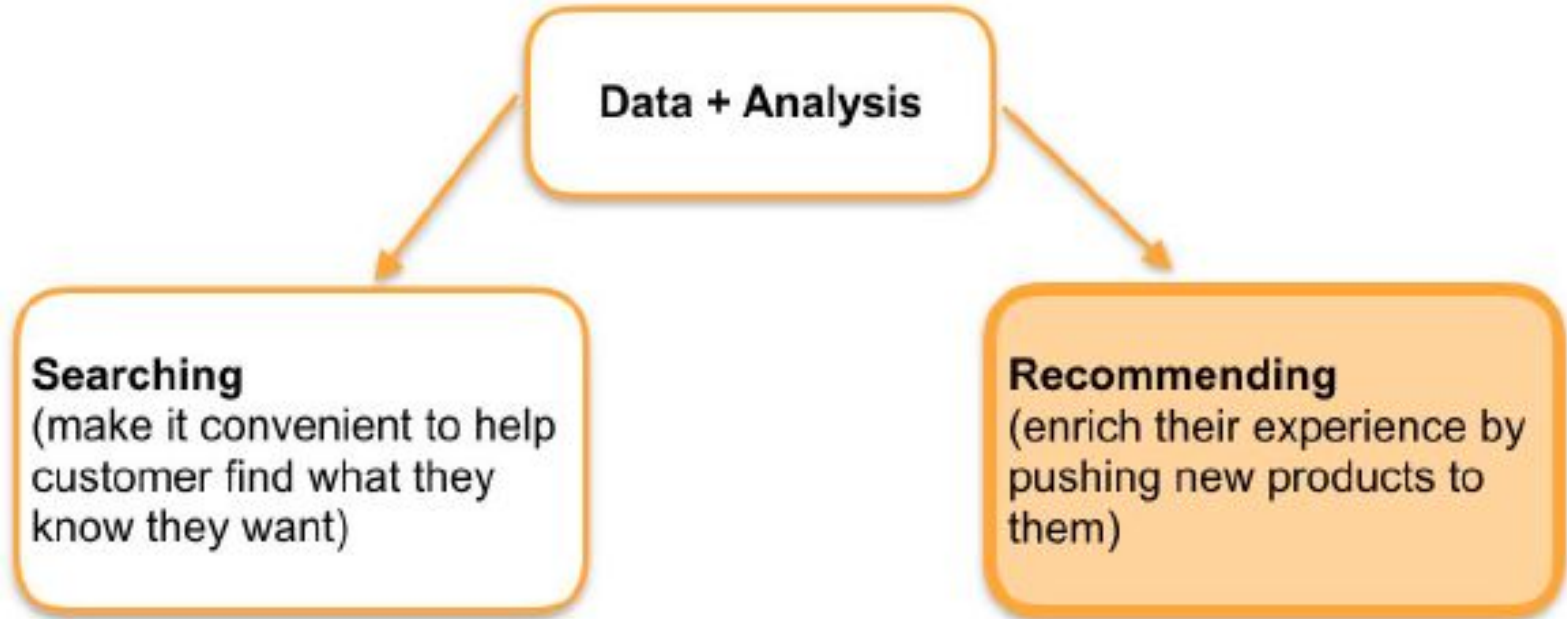 Data + Analysis
Searching
(make it convenient to help
customer find what they
know they want)
Recommending
(enrich their experience by
pushing new products to
them)